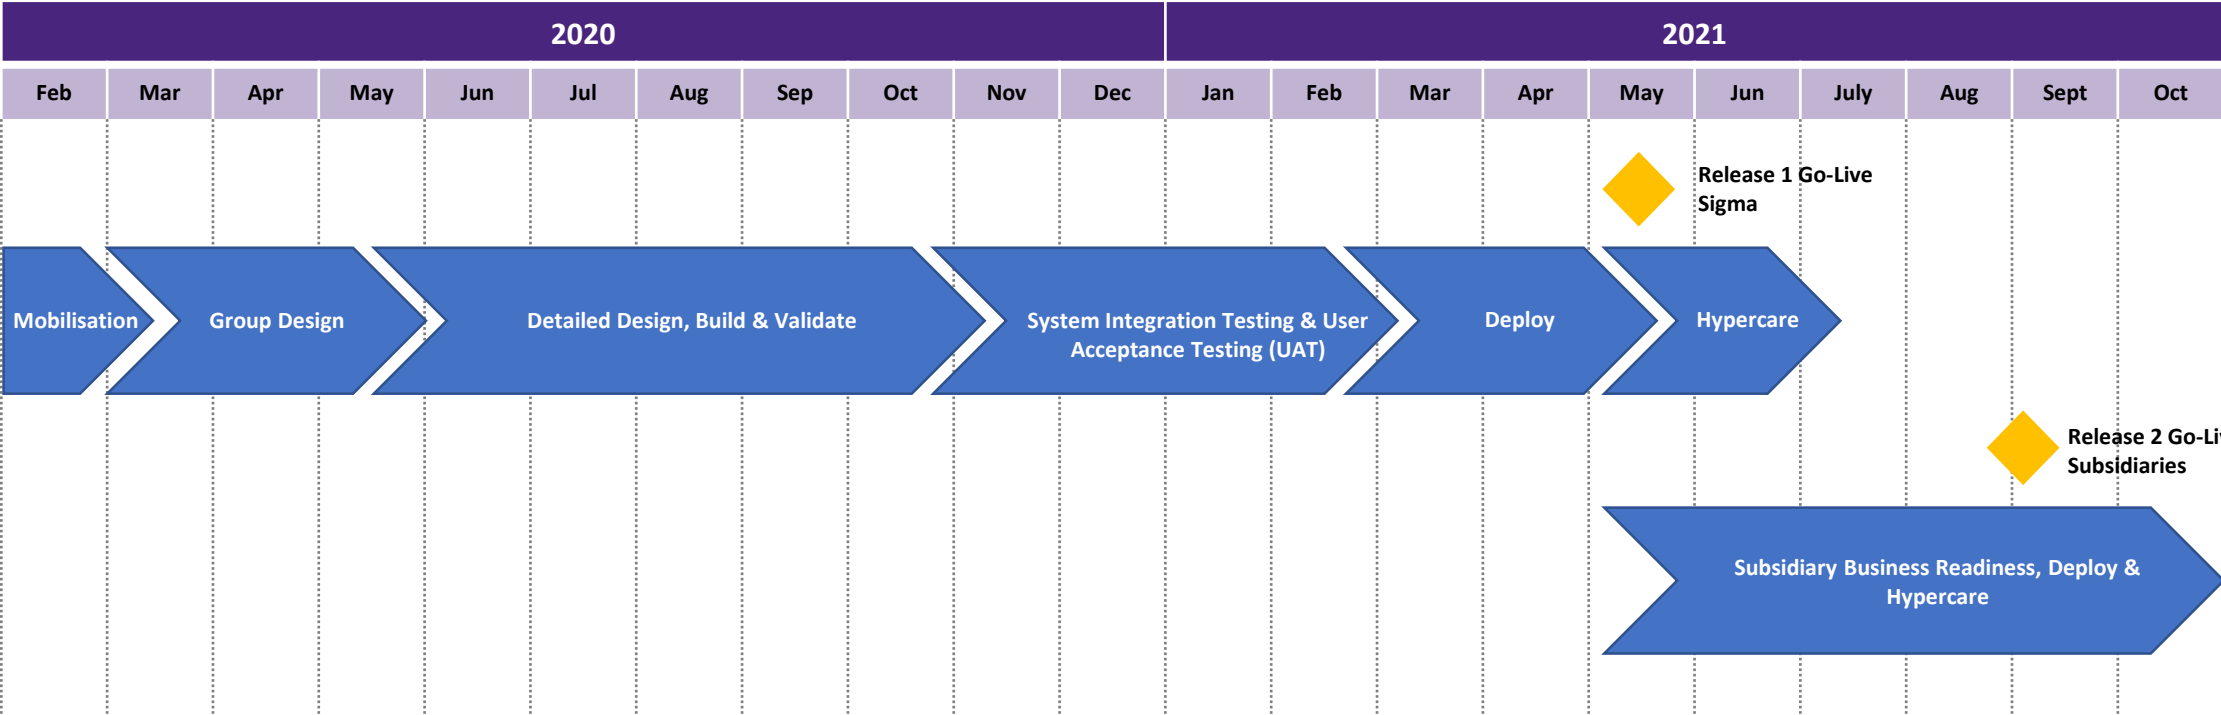 2020
2021
Feb
Mar
Apr
May
Jun
Jul
Aug
Sep
Oct
Nov
Dec
Jan
Feb
Mar
Apr
May
Jun
July
Aug
Sept
Oct
Release 1 Go-Live
Sigma
Mobilisation
Group Design
Detailed Design, Build & Validate
System Integration Testing & User
Acceptance Testing (UAT)
Deploy
Hypercare
Release 2
Subsidiaries
Subsidiary Business Readiness, Deploy &
Hypercare